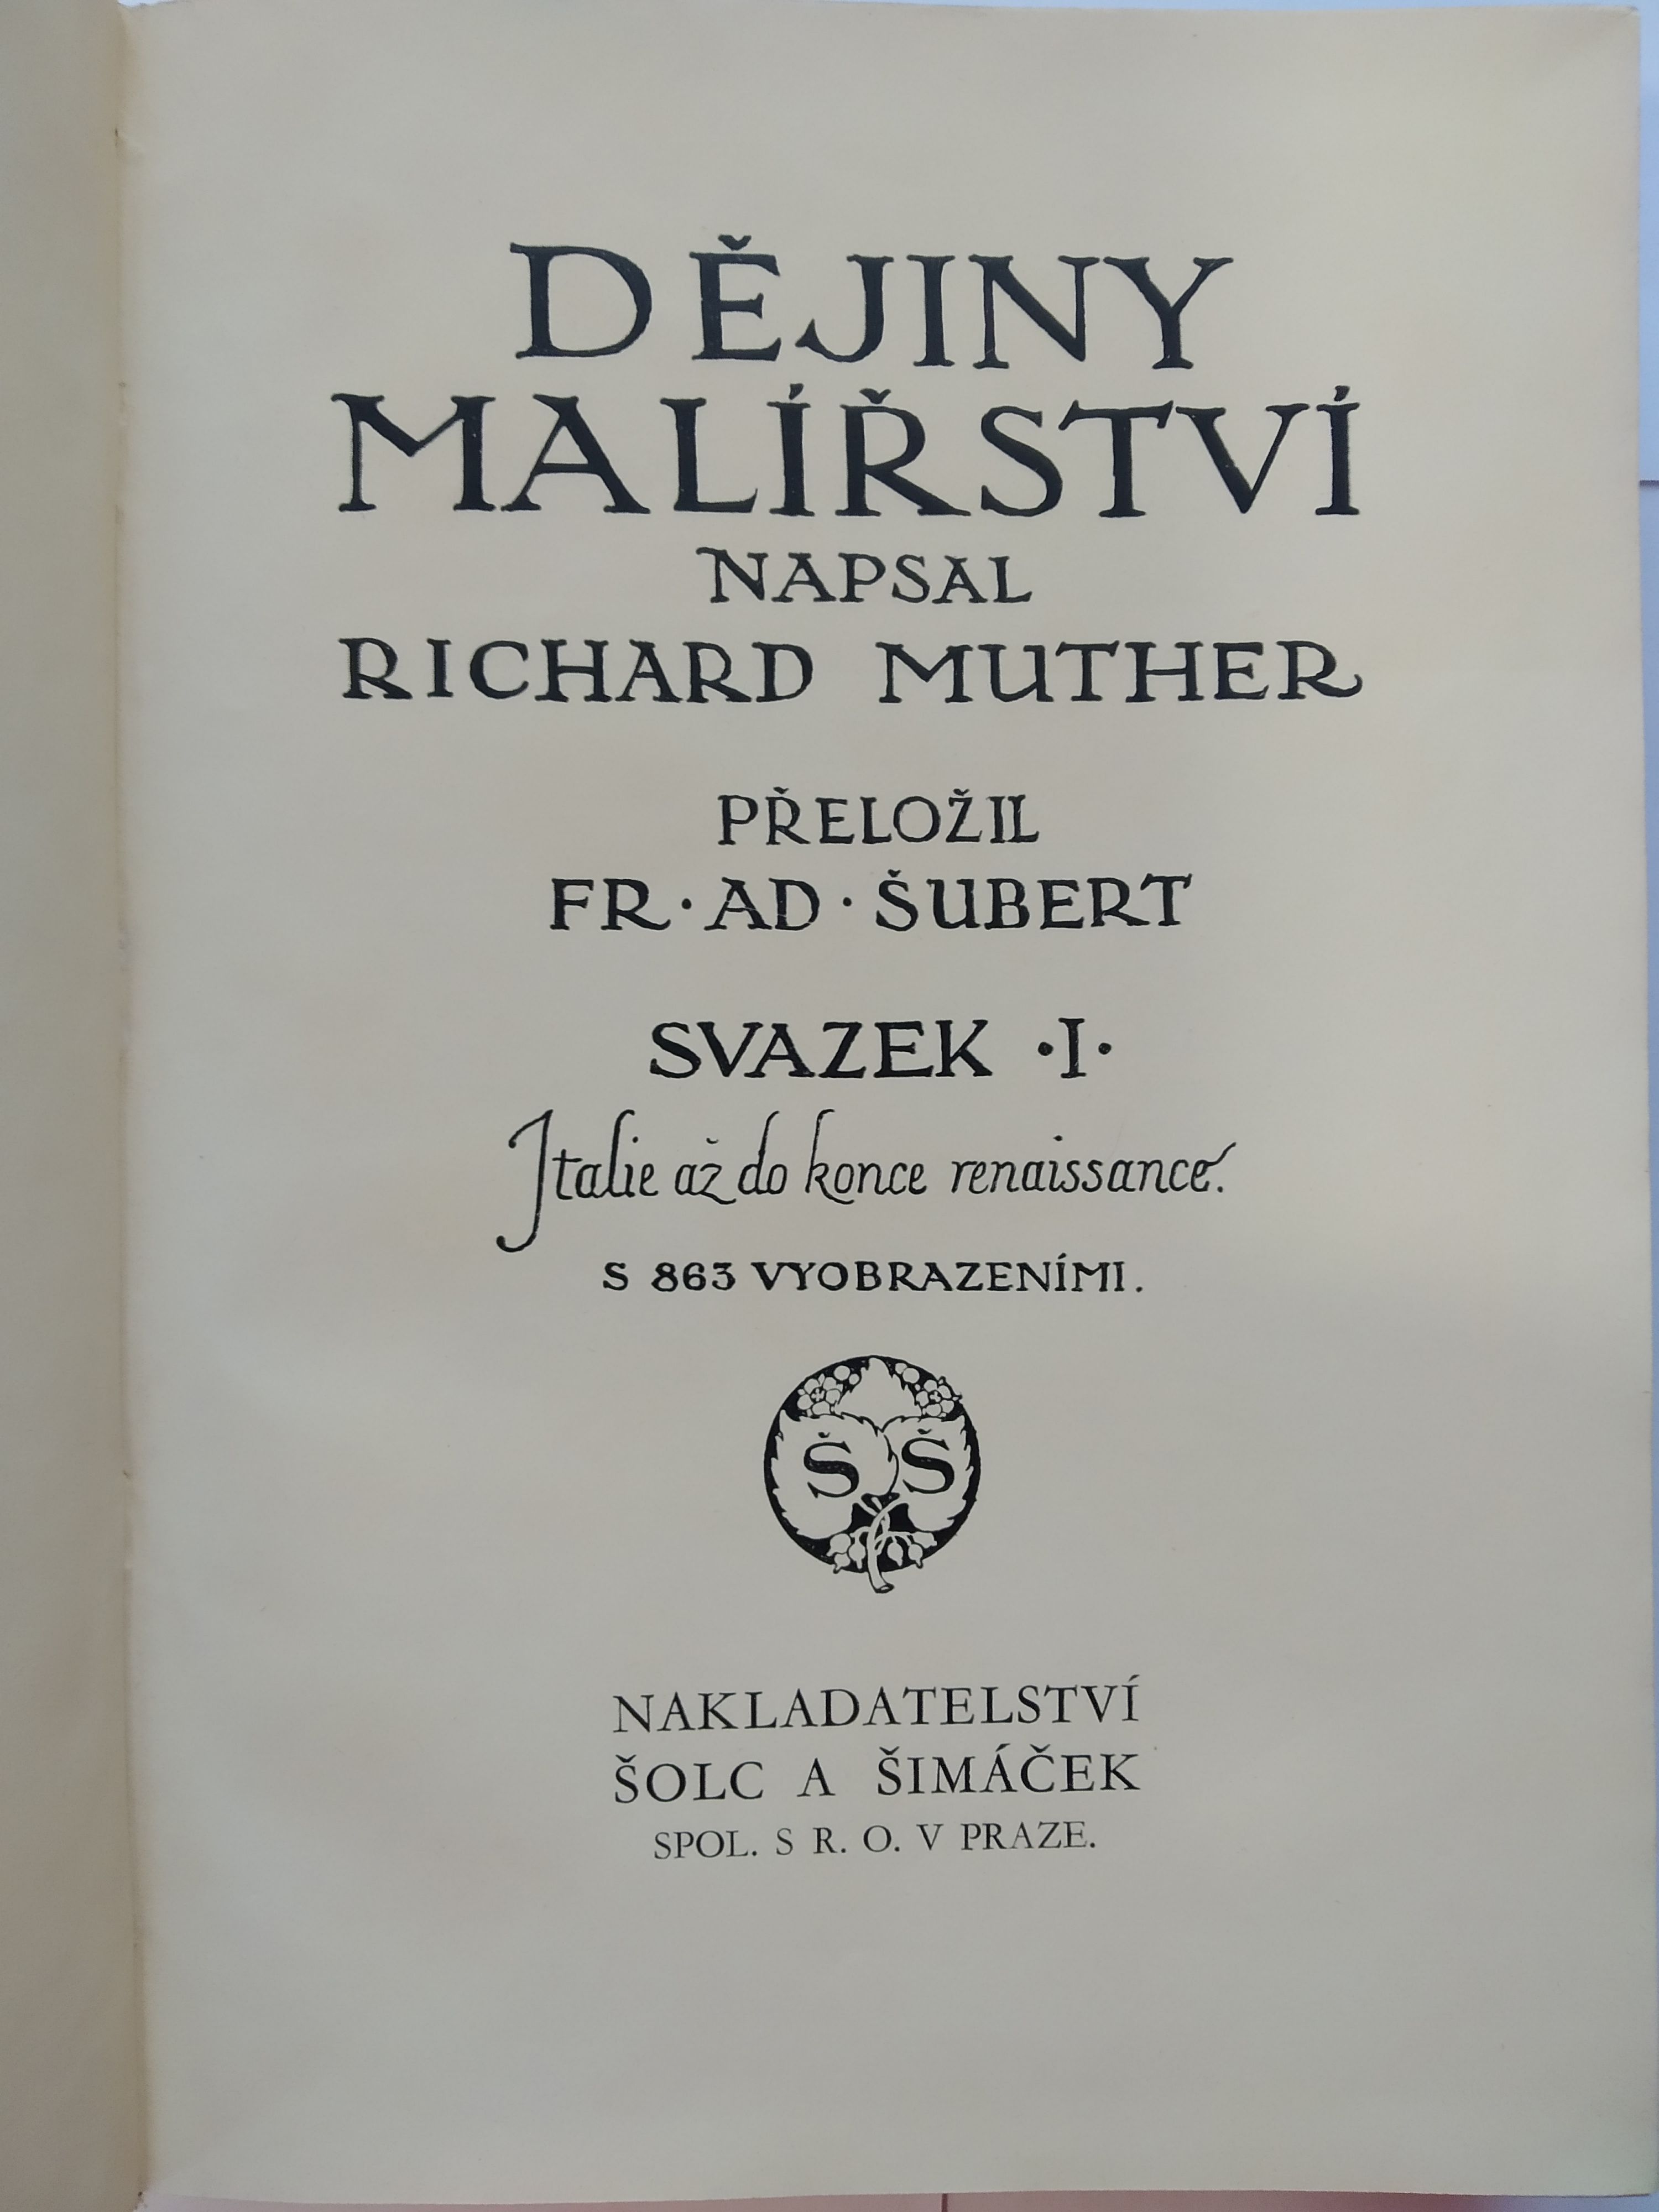 DĚJINY
MALÍŘSTVÍ
NAPSAL
RICHARD MUTHER
PŘELOŽIL
FR·AD·ŠUBERT
SVAZEK ·I·
Italie až do konce renaissance.
S 863 VYOBRAZENÍMI.
Š Š
NAKLADATELSTVÍ
ŠOLC A ŠIMÁČEK
SPOL. S R. O. V PRAZE.